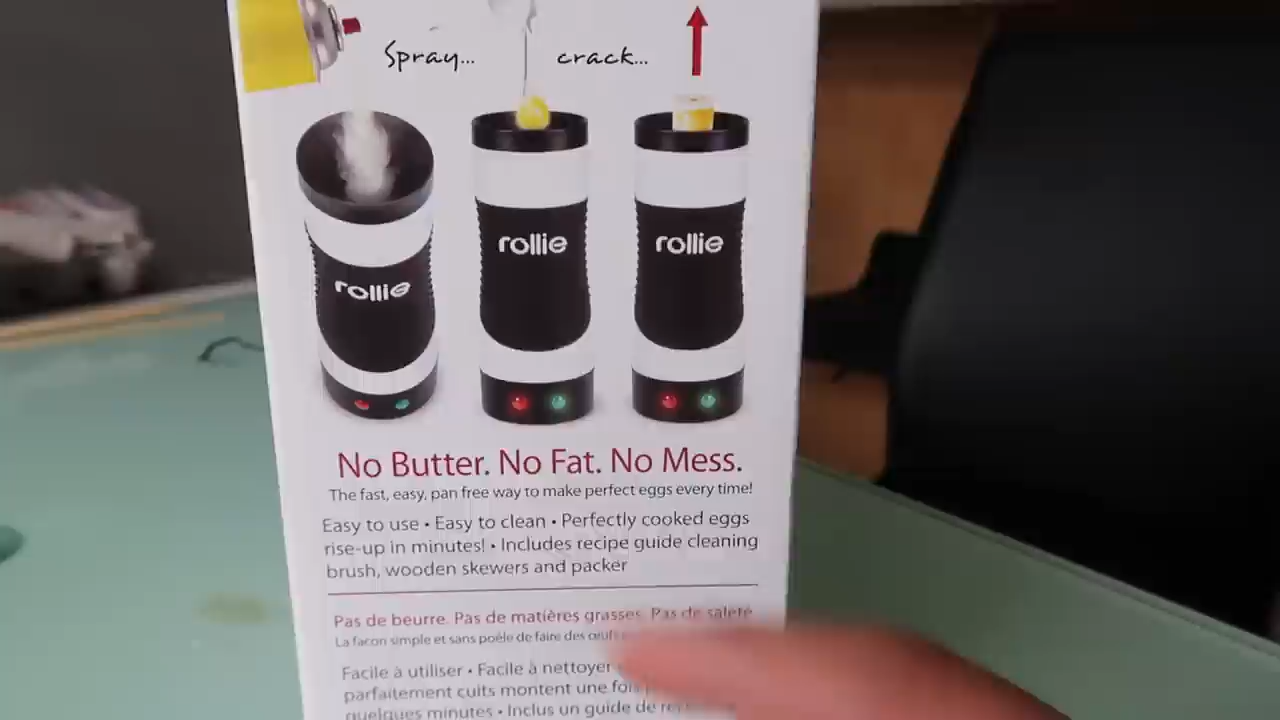 Spray... crack...
rollie rollie
rollie
No Butter. No Fat. No Mess.
The fast, easy, pan free way to make perfect eggs every time!
Easy to use • Easy to clean • Perfectly cooked eggs
rise-up in minutes! • Includes recipe guide cleaning
brush, wooden skewers and packer
Pas de beurre. Pas de matières grasses. Pas de saleté
La facon simple et sans poêle de faire des
Facile à utiliser • Facile à nettoyer
parfaitement cuits montent une fois
quelques minutes • Inclus un guide de